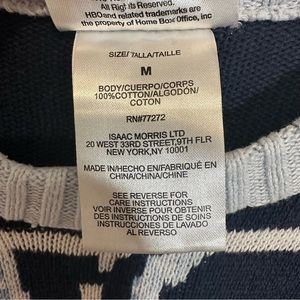 All Rights Reserved.
HBO and related trademarks are
the property of Home Box Office, Inc
SIZE/TALLA/TAILLE
M
BODY/CUERPO/CORPS
100%COTTON/ALGODÓN/
COTON
RN#77272
ISAAC MORRIS LTD
20 WEST 33RD STREET,9TH FLR
NEW YORK,NY 10001
MADE IN/HECHO EN/FABRIQUÉ EN
CHINA/CHINA/CHINE
SEE REVERSE FOR
CARE INSTRUCTIONS
VOIR INVERSE POUR OBTENIR
DES INSTRUCTIONS DE SOINS
INSTRUCCIONES DE LAVADO
AL REVERSO